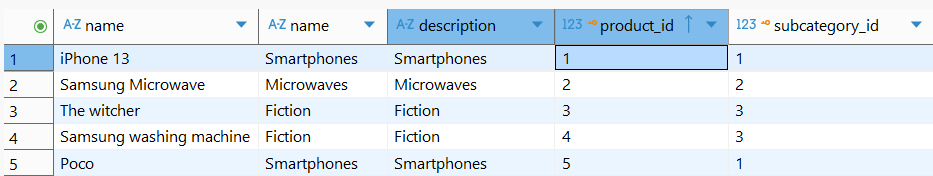 A-Z name A-Z name A-Z description 123 product_id 123 subcategory_id
1 iPhone 13 Smartphones Smartphones 1 1
2 Samsung Microwave Microwaves Microwaves 2 2
3 The witcher Fiction Fiction 3 3
4 Samsung washing machine Fiction Fiction 4 3
5 Poco Smartphones Smartphones 5 1